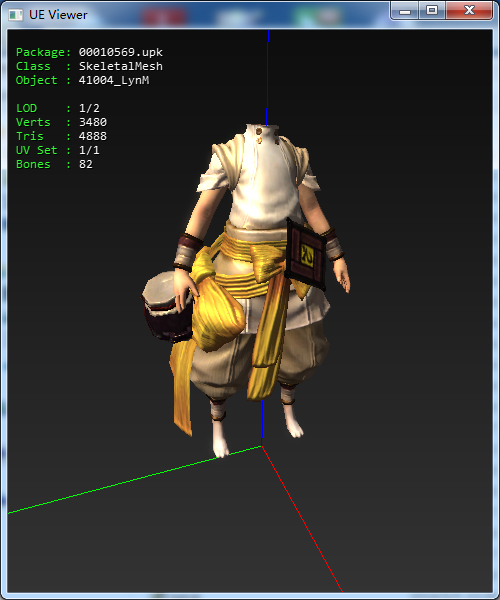 UE Viewer
Package: 00010569.upk
Class : SkeletalMesh
Object : 41004_LynM
LOD : 1/2
Verts : 3480
Tris : 4888
UV Set : 1/1
Bones : 82